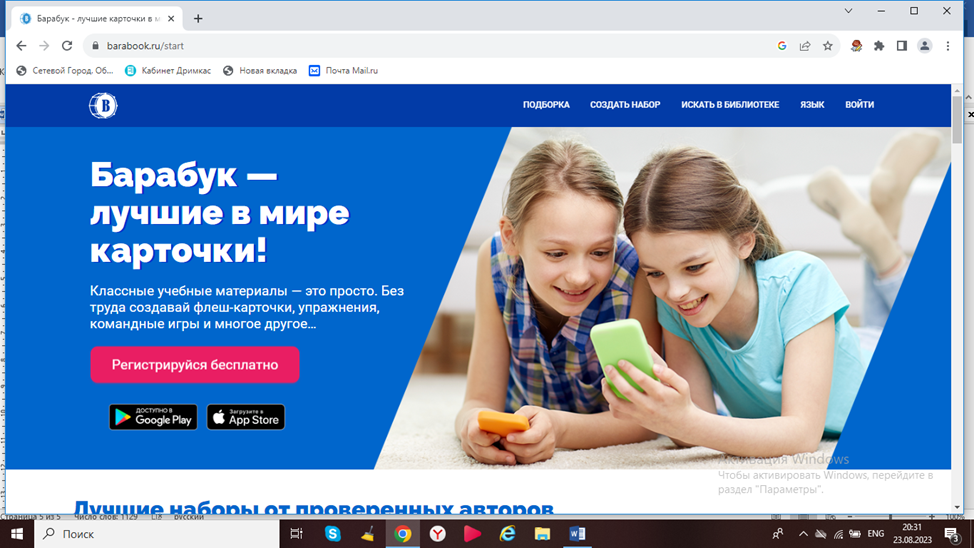 Барабук - лучшие карточки в м
barabook.ru/start
Сетевой Город. Об...
Кабинет Дримкас
Новая вкладка
Почта Mail.ru
B
ПОДБОРКА
СОЗДАТЬ НАБОР
ИСКАТЬ В БИБЛИОТЕКЕ
ЯЗЫК
ВОЙТИ
Барабук —
лучшие в мире
карточки!
Классные учебные материалы — это просто. Без
труда создавай флеш-карточки, упражнения,
командные игры и многое другое...
Регистрируйся бесплатно
ДОСТУПНО В
Google Play
Загрузите в
App Store
Активация Windows
Чтобы активировать Windows, перейдите в
раздел "Параметры".
Лучшие наборы от проверенных авторов
Страница 5 из 5
Число слов: 1129
русский
100%
Поиск
ENG
20:31
23.08.2023
3